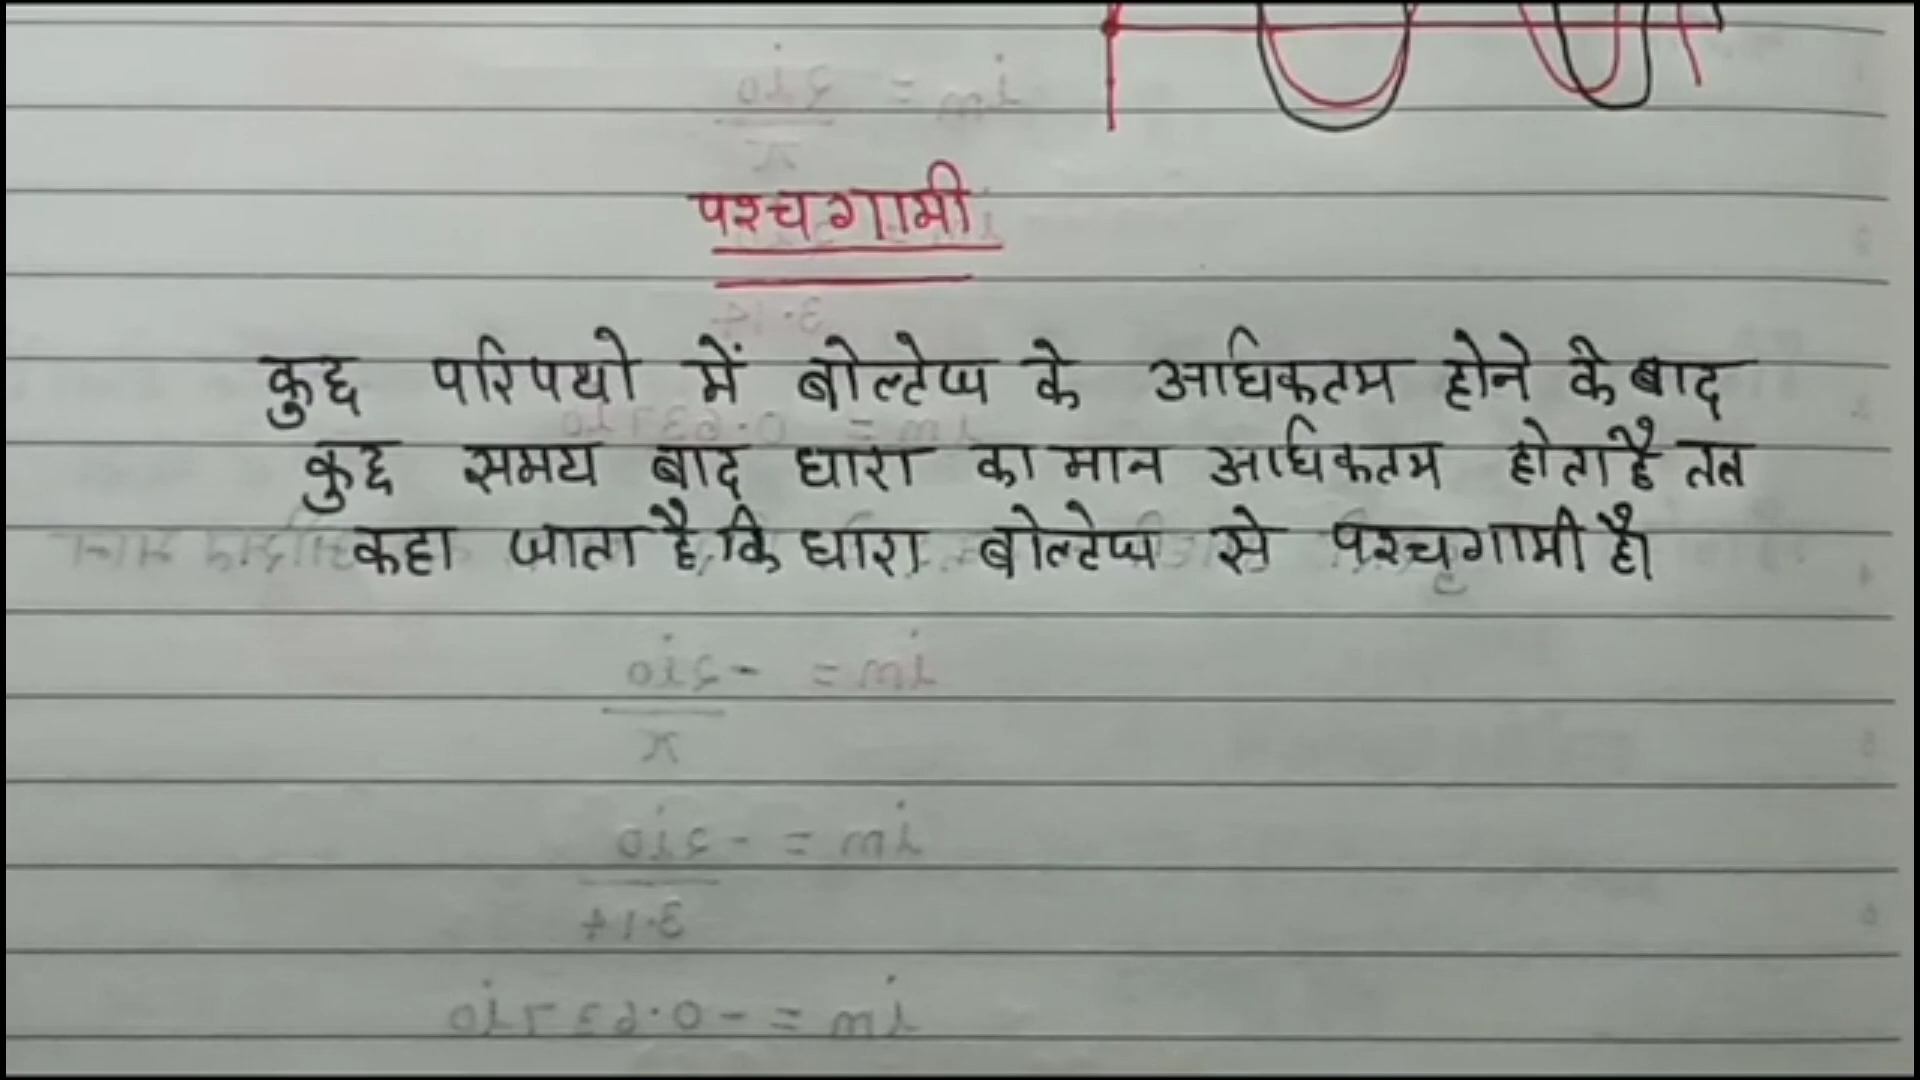 पश्चगामी
कुछ परिपथो में बोल्टेज के अधिकतम होने के बाद
कुछ समय बाद धारा का मान अधिकतम होता है तब
कहा जाता है कि धारा बोल्टेज से पश्चगामी है।